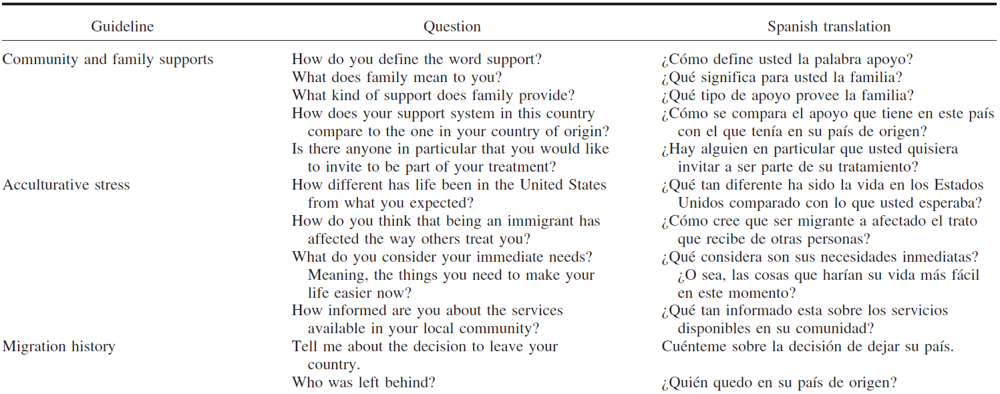 Guideline Question Spanish translation
Community and family supports How do you define the word support? ¿Cómo define usted la palabra apoyo?
What does family mean to you? ¿Qué significa para usted la familia?
What kind of support does family provide? ¿Qué tipo de apoyo provee la familia?
How does your support system in this country ¿Cómo se compara el apoyo que tiene en este país
compare to the one in your country of origin? con el que tenía en su país de origen?
Is there anyone in particular that you would like ¿Hay alguien en particular que usted quisiera
to invite to be part of your treatment? invitar a ser parte de su tratamiento?
Acculturative stress How different has life been in the United States ¿Qué tan diferente ha sido la vida en los Estados
from what you expected? Unidos comparado con lo que usted esperaba?
How do you think that being an immigrant has ¿Cómo cree que ser migrante a afectado el trato
affected the way others treat you? que recibe de otras personas?
What do you consider your immediate needs? ¿Qué considera son sus necesidades inmediatas?
Meaning, the things you need to make your ¿O sea, las cosas que harían su vida más fácil
life easier now? en este momento?
How informed are you about the services ¿Qué tan informado esta sobre los servicios
available in your local community? disponibles en su comunidad?
Migration history Tell me about the decision to leave your Cuénteme sobre la decisión de dejar su país.
country.
Who was left behind? ¿Quién quedo en su país de origen?